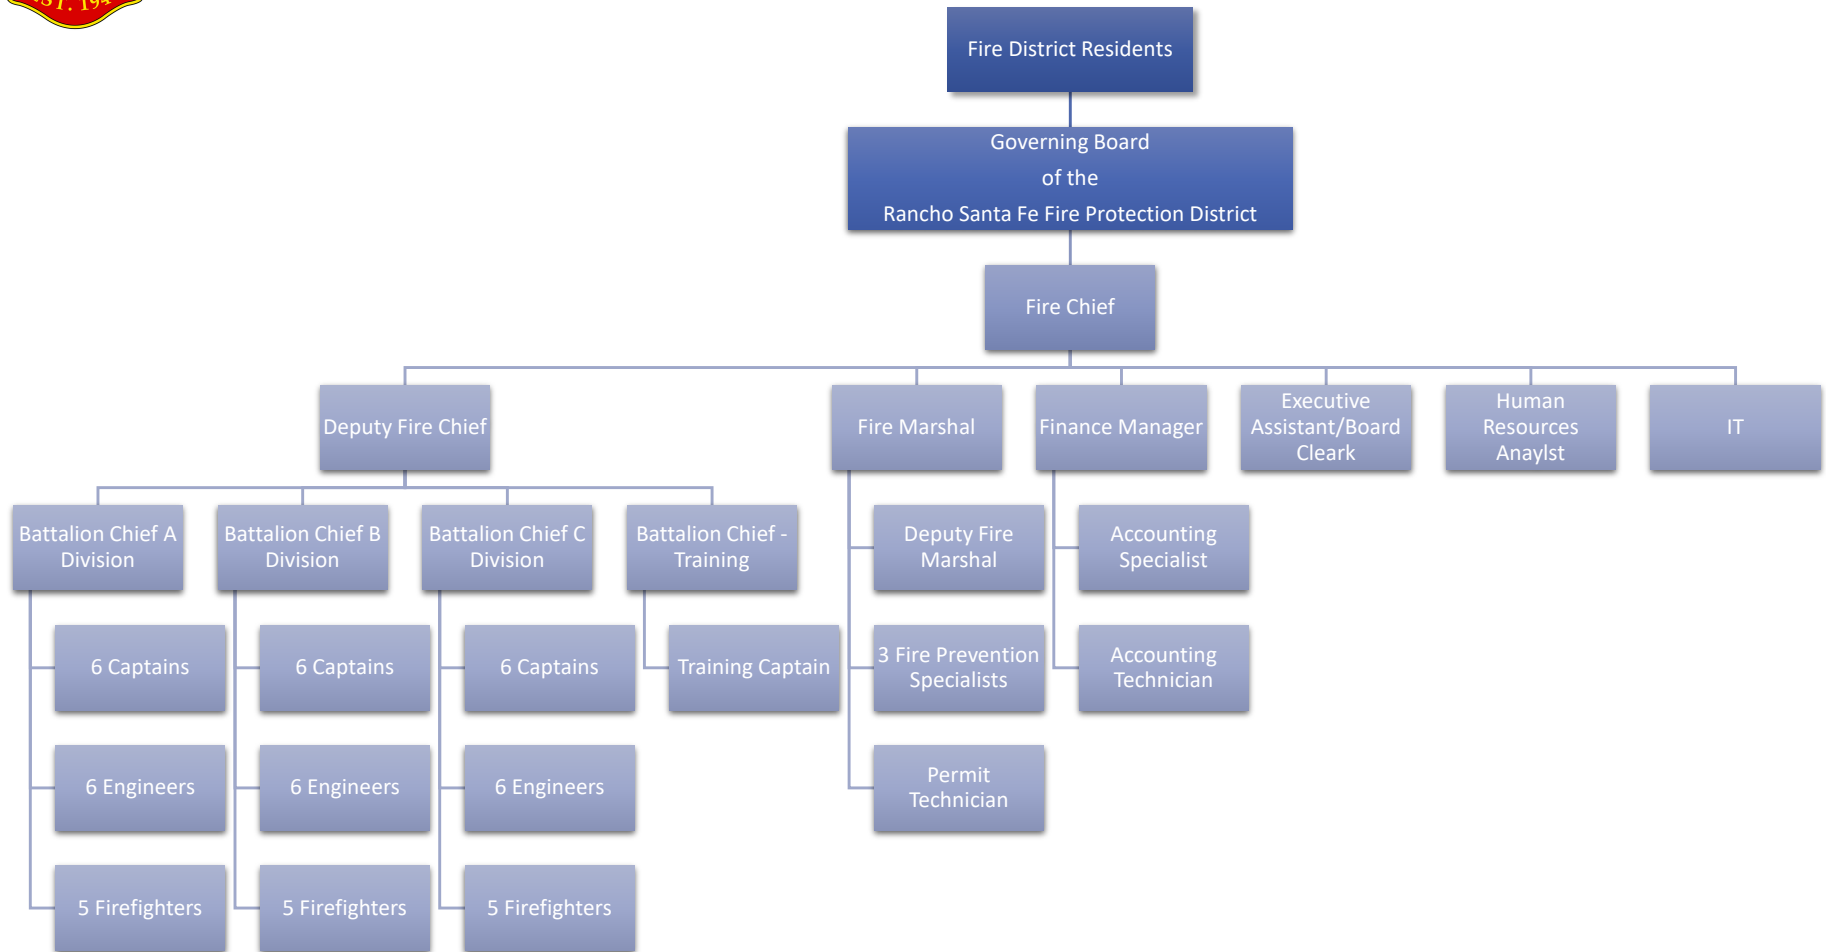 EST. 194
Fire District Residents
Governing Board
of the
Rancho Santa Fe Fire Protection District
Fire Chief
Deputy Fire Chief
Fire Marshal
Finance Manager
Executive
Assistant/Board
Cleark
Human
Resources
Anaylst
IT
Battalion Chief A
Division
Battalion Chief B
Division
Battalion Chief C
Division
Battalion Chief -
Training
Deputy Fire
Marshal
Accounting
Specialist
6 Captains
6 Captains
6 Captains
Training Captain
3 Fire Prevention
Specialists
Accounting
Technician
6 Engineers
6 Engineers
6 Engineers
Permit
Technician
5 Firefighters
5 Firefighters
5 Firefighters